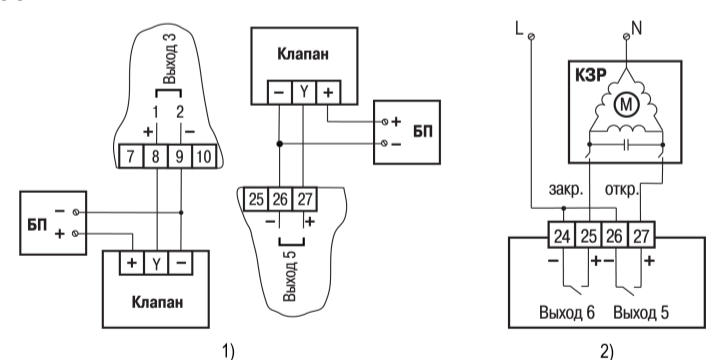 Выход 3
1 2
+ −
7 8 9 10
БП
−
+
+ Y −
Клапан
Клапан
− Y +
+
−
БП
25 26 27
− +
Выход 5
1)
L
N
КЗР
М
закр. откр.
24 25 26 27
− + − +
Выход 6 Выход 5
2)